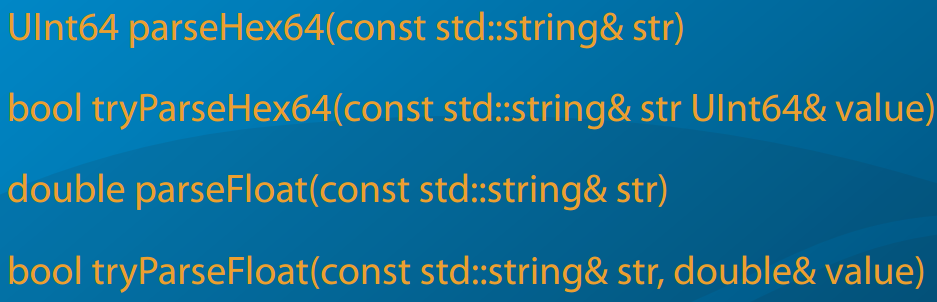 UInt64 parseHex64(const std::string& str)
bool tryParseHex64(const std::string& str UInt64& value)
double parseFloat(const std::string& str)
bool tryParseFloat(const std::string& str, double& value)